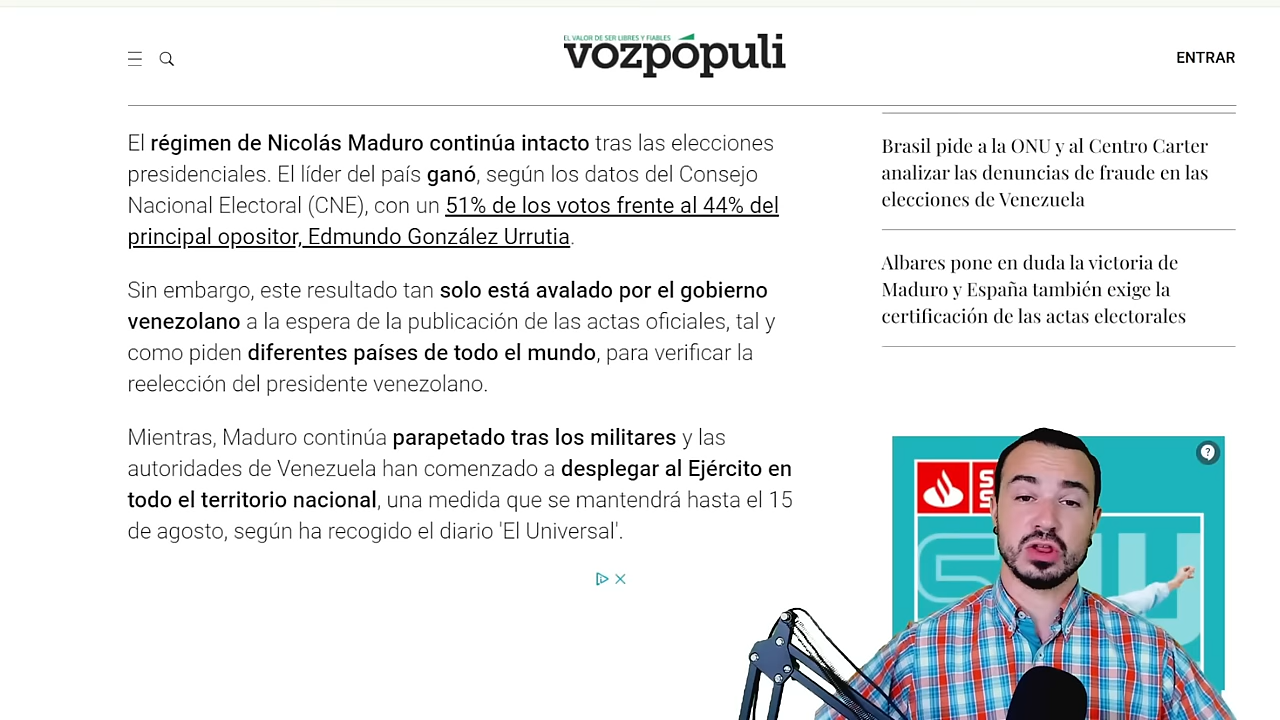 EL VALOR DE SER LIBRES Y FIABLES
vozpópuli
ENTRAR
El régimen de Nicolás Maduro continúa intacto tras las elecciones
presidenciales. El líder del país ganó, según los datos del Consejo
Nacional Electoral (CNE), con un 51% de los votos frente al 44% del
principal opositor, Edmundo González Urrutia.
Sin embargo, este resultado tan solo está avalado por el gobierno
venezolano a la espera de la publicación de las actas oficiales, tal y
como piden diferentes países de todo el mundo, para verificar la
reelección del presidente venezolano.
Mientras, Maduro continúa parapetado tras los militares y las
autoridades de Venezuela han comenzado a desplegar al Ejército en
todo el territorio nacional, una medida que se mantendrá hasta el 15
de agosto, según ha recogido el diario 'El Universal'.
Brasil pide a la ONU y al Centro Carter
analizar las denuncias de fraude en las
elecciones de Venezuela
Albares pone en duda la victoria de
Maduro y España también exige la
certificación de las actas electorales